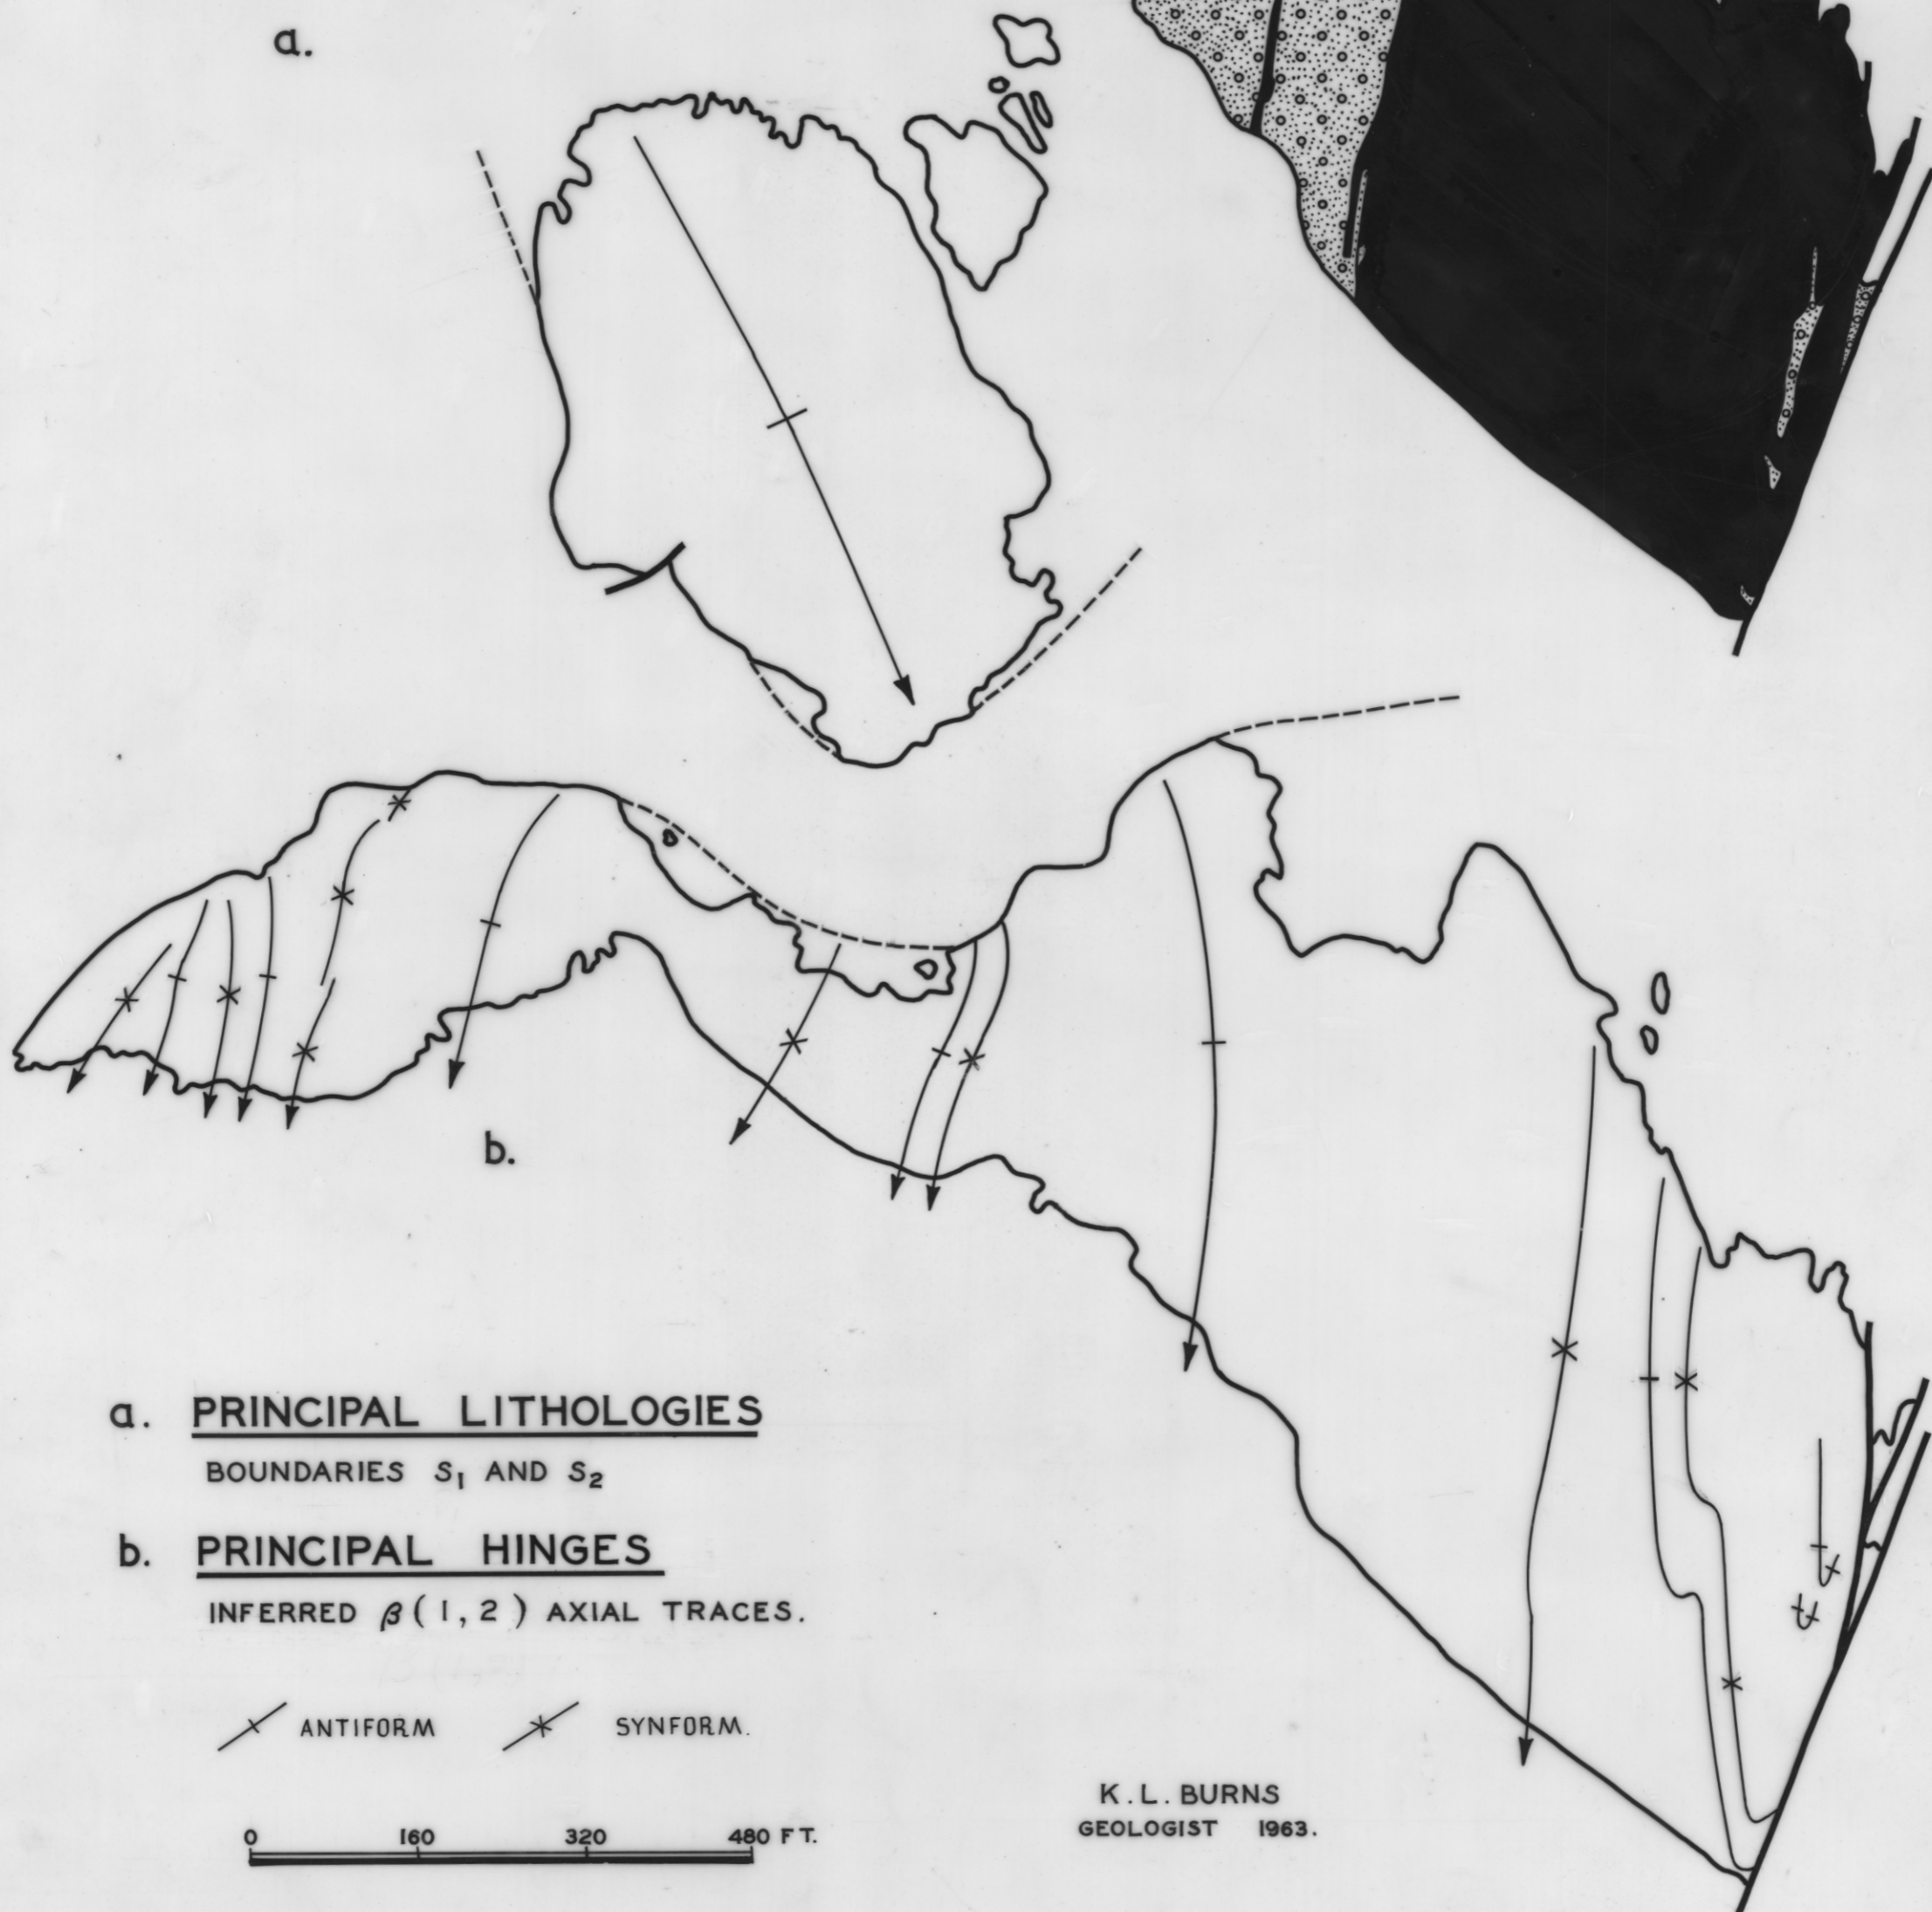 a.
b.
a. PRINCIPAL LITHOLOGIES
BOUNDARIES S₁ AND S₂
b. PRINCIPAL HINGES
INFERRED β(1,2) AXIAL TRACES.
ANTIFORM SYNFORM.
K.L. BURNS
GEOLOGIST 1963.
0 160 320 480 FT.